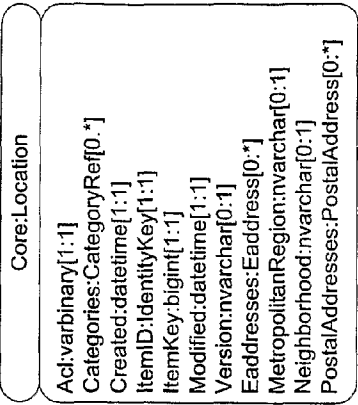 Core:Location
Acl:varbinary[1:1]
Categories:CategoryRef[0.*]
Created:datetime[1:1]
ItemID:IdentityKey[1:1]
ItemKey:bigint[1:1]
Modified:datetime[1:1]
Version:nvarchar[0:1]
Eaddresses:Eaddress[0:*]
MetropolitanRegion:nvarchar[0:1]
Neighborhood:nvarchar[0:1]
PostalAddresses:PostalAddress[0:*]